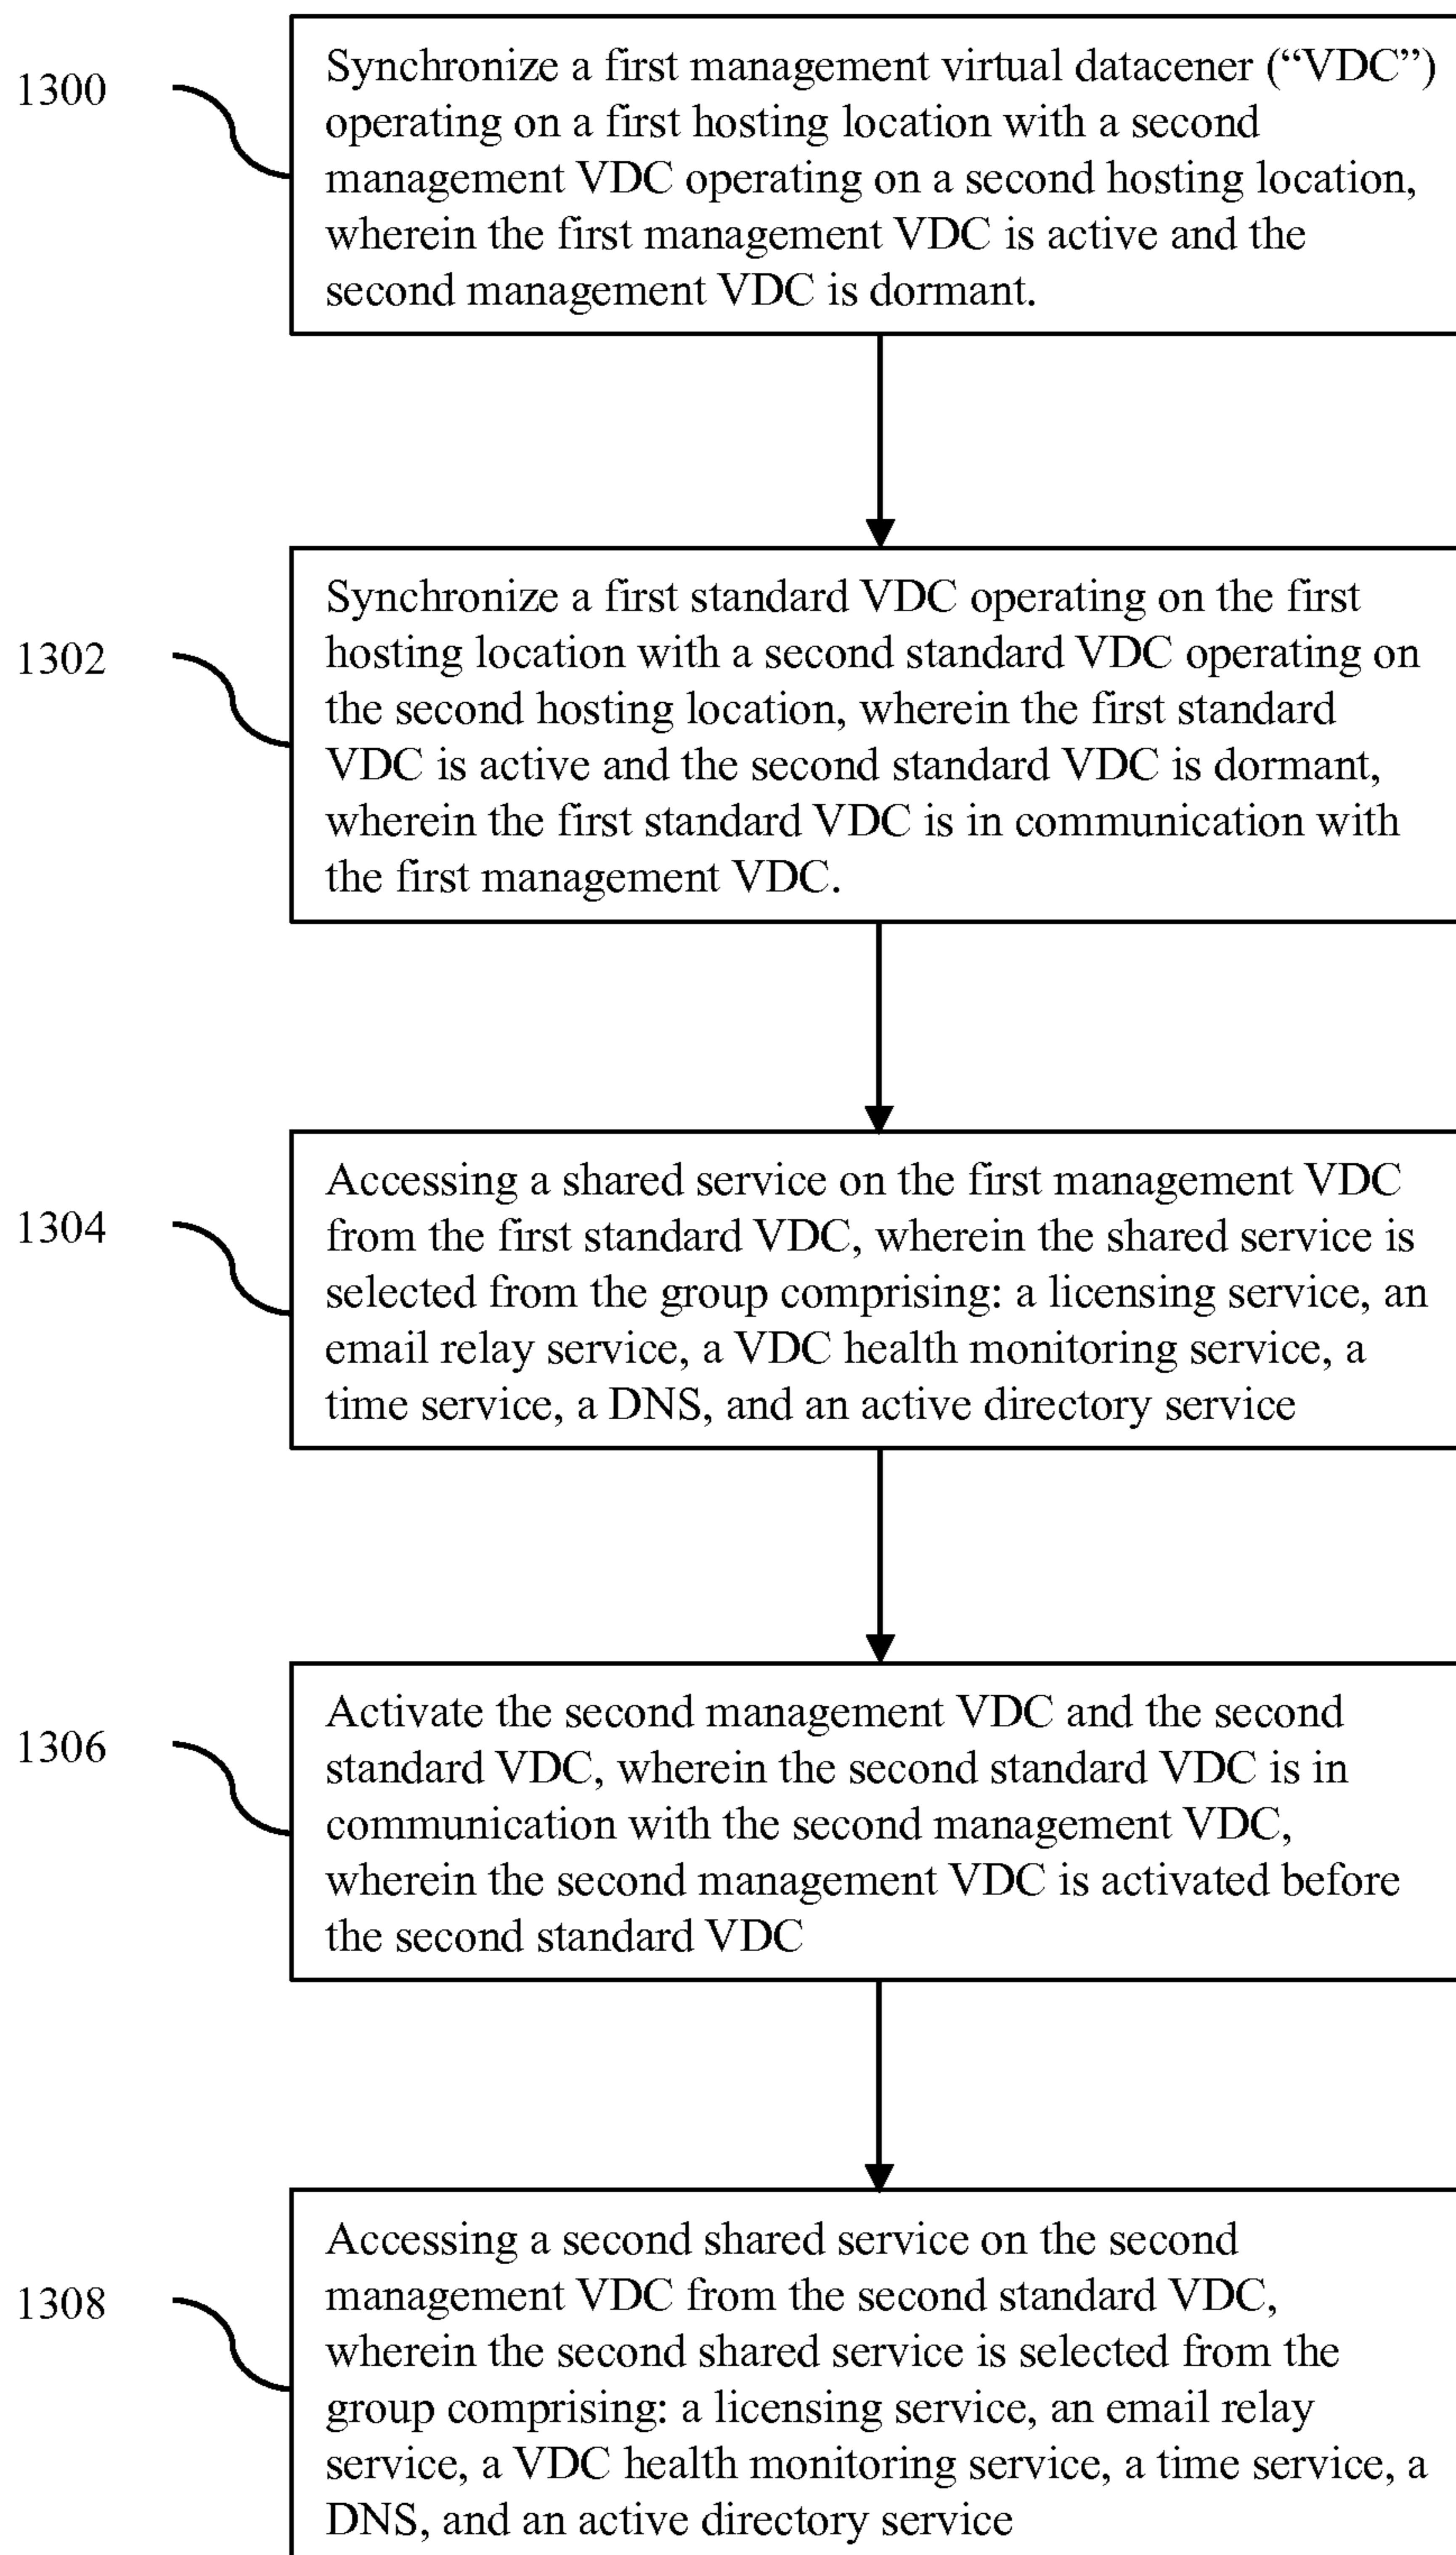 1300
Synchronize a first management virtual datacener (“VDC”)
operating on a first hosting location with a second
management VDC operating on a second hosting location,
wherein the first management VDC is active and the
second management VDC is dormant.
1302
Synchronize a first standard VDC operating on the first
hosting location with a second standard VDC operating on
the second hosting location, wherein the first standard
VDC is active and the second standard VDC is dormant,
wherein the first standard VDC is in communication with
the first management VDC.
1304
Accessing a shared service on the first management VDC
from the first standard VDC, wherein the shared service is
selected from the group comprising: a licensing service, an
email relay service, a VDC health monitoring service, a
time service, a DNS, and an active directory service
1306
Activate the second management VDC and the second
standard VDC, wherein the second standard VDC is in
communication with the second management VDC,
wherein the second management VDC is activated before
the second standard VDC
1308
Accessing a second shared service on the second
management VDC from the second standard VDC,
wherein the second shared service is selected from the
group comprising: a licensing service, an email relay
service, a VDC health monitoring service, a time service, a
DNS, and an active directory service